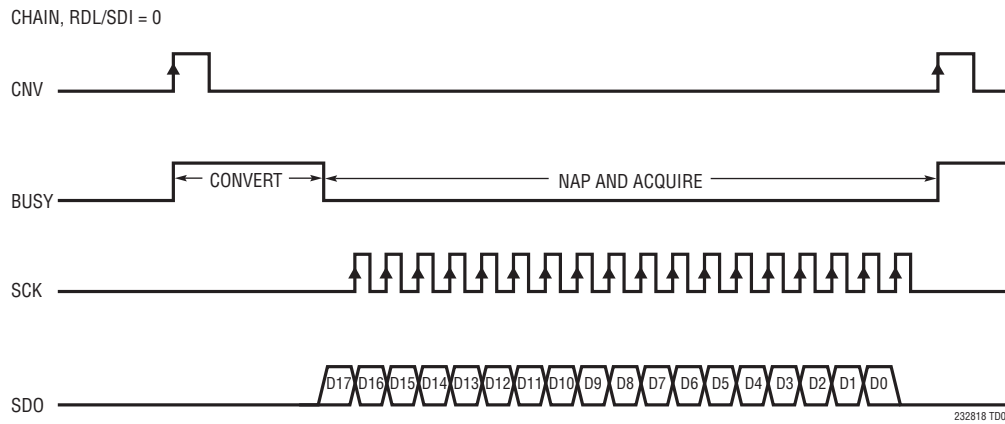 CHAIN, RDL/SDI = 0
CNV
BUSY
CONVERT
NAP AND ACQUIRE
SCK
SDO
D17 D16 D15 D14 D13 D12 D11 D10 D9 D8 D7 D6 D5 D4 D3 D2 D1 D0
232818 TD0